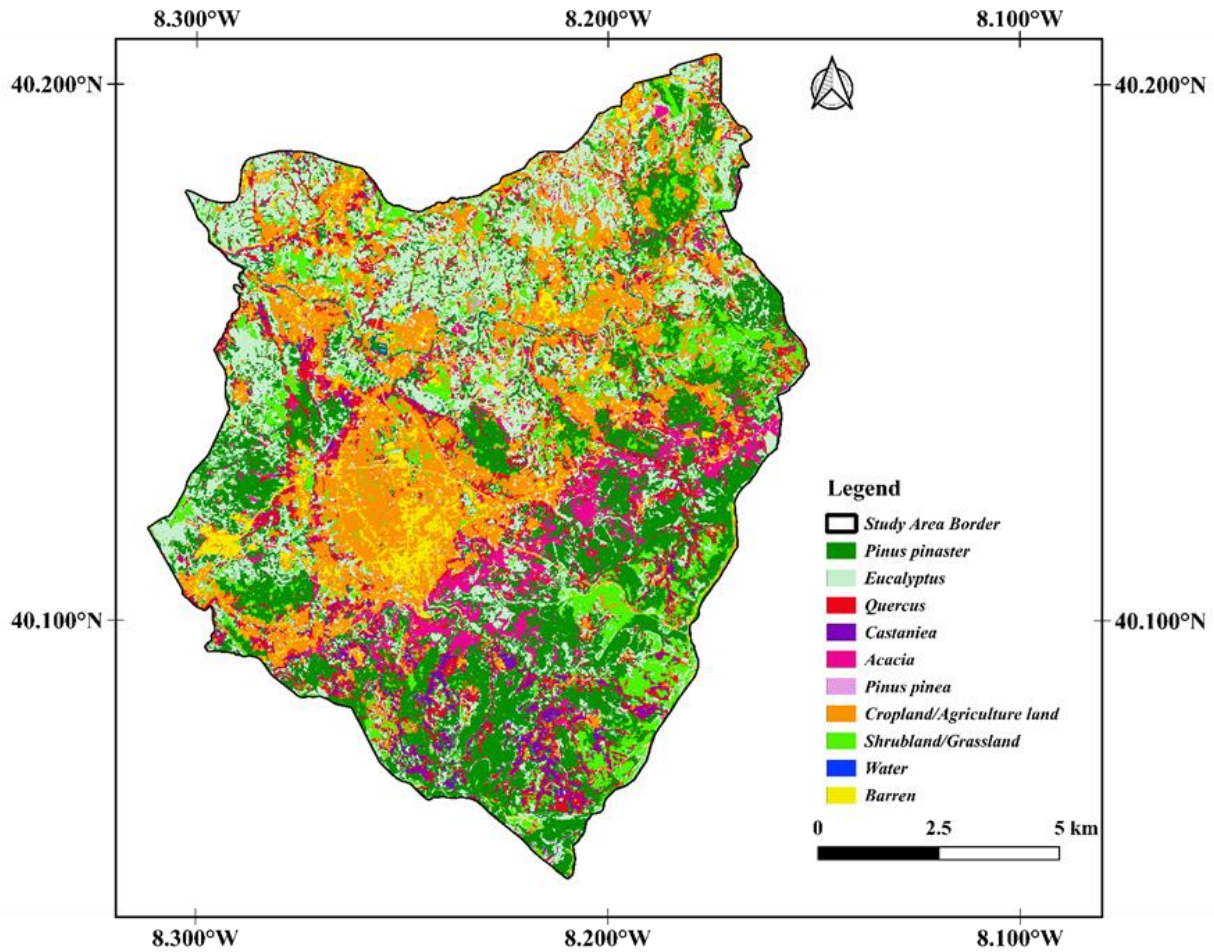 8.300°W 8.200°W 8.100°W
40.200°N 40.200°N
Legend
Study Area Border
Pinus pinaster
Eucalyptus
Quercus
Castaniea
Acacia
Pinus pinea
Cropland/Agriculture land
Shrubland/Grassland
Water
Barren
40.100°N 40.100°N
0 2.5 5 km
8.300°W 8.200°W 8.100°W